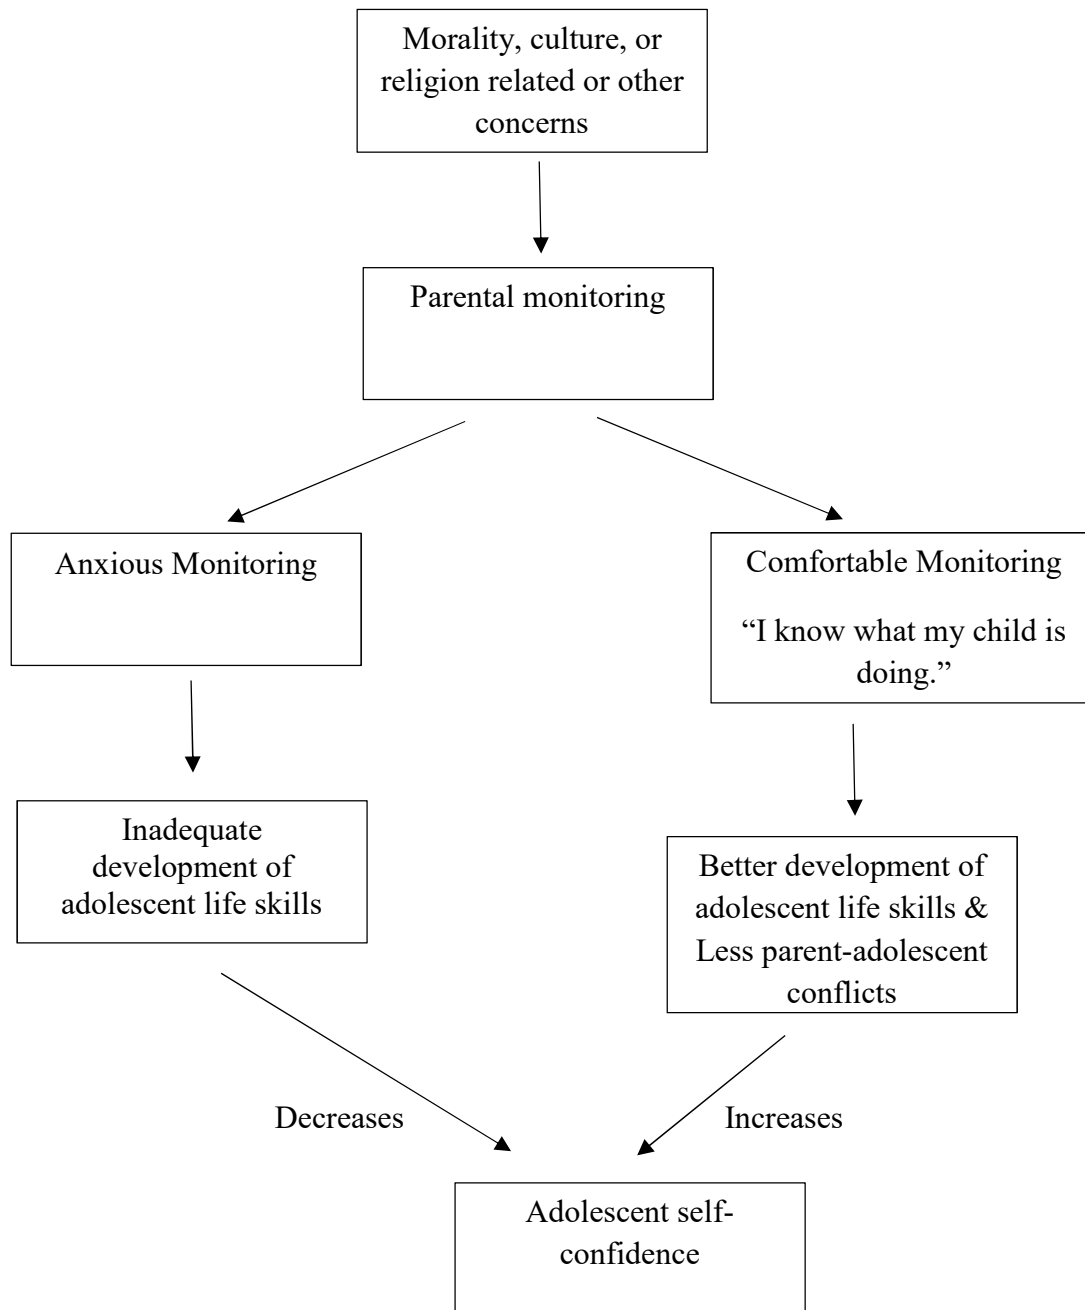 Morality, culture, or
religion related or other
concerns
Parental monitoring
Anxious Monitoring
Comfortable Monitoring
“I know what my child is
doing.”
Inadequate
development of
adolescent life skills
Better development of
adolescent life skills &
Less parent-adolescent
conflicts
Decreases
Increases
Adolescent self-
confidence